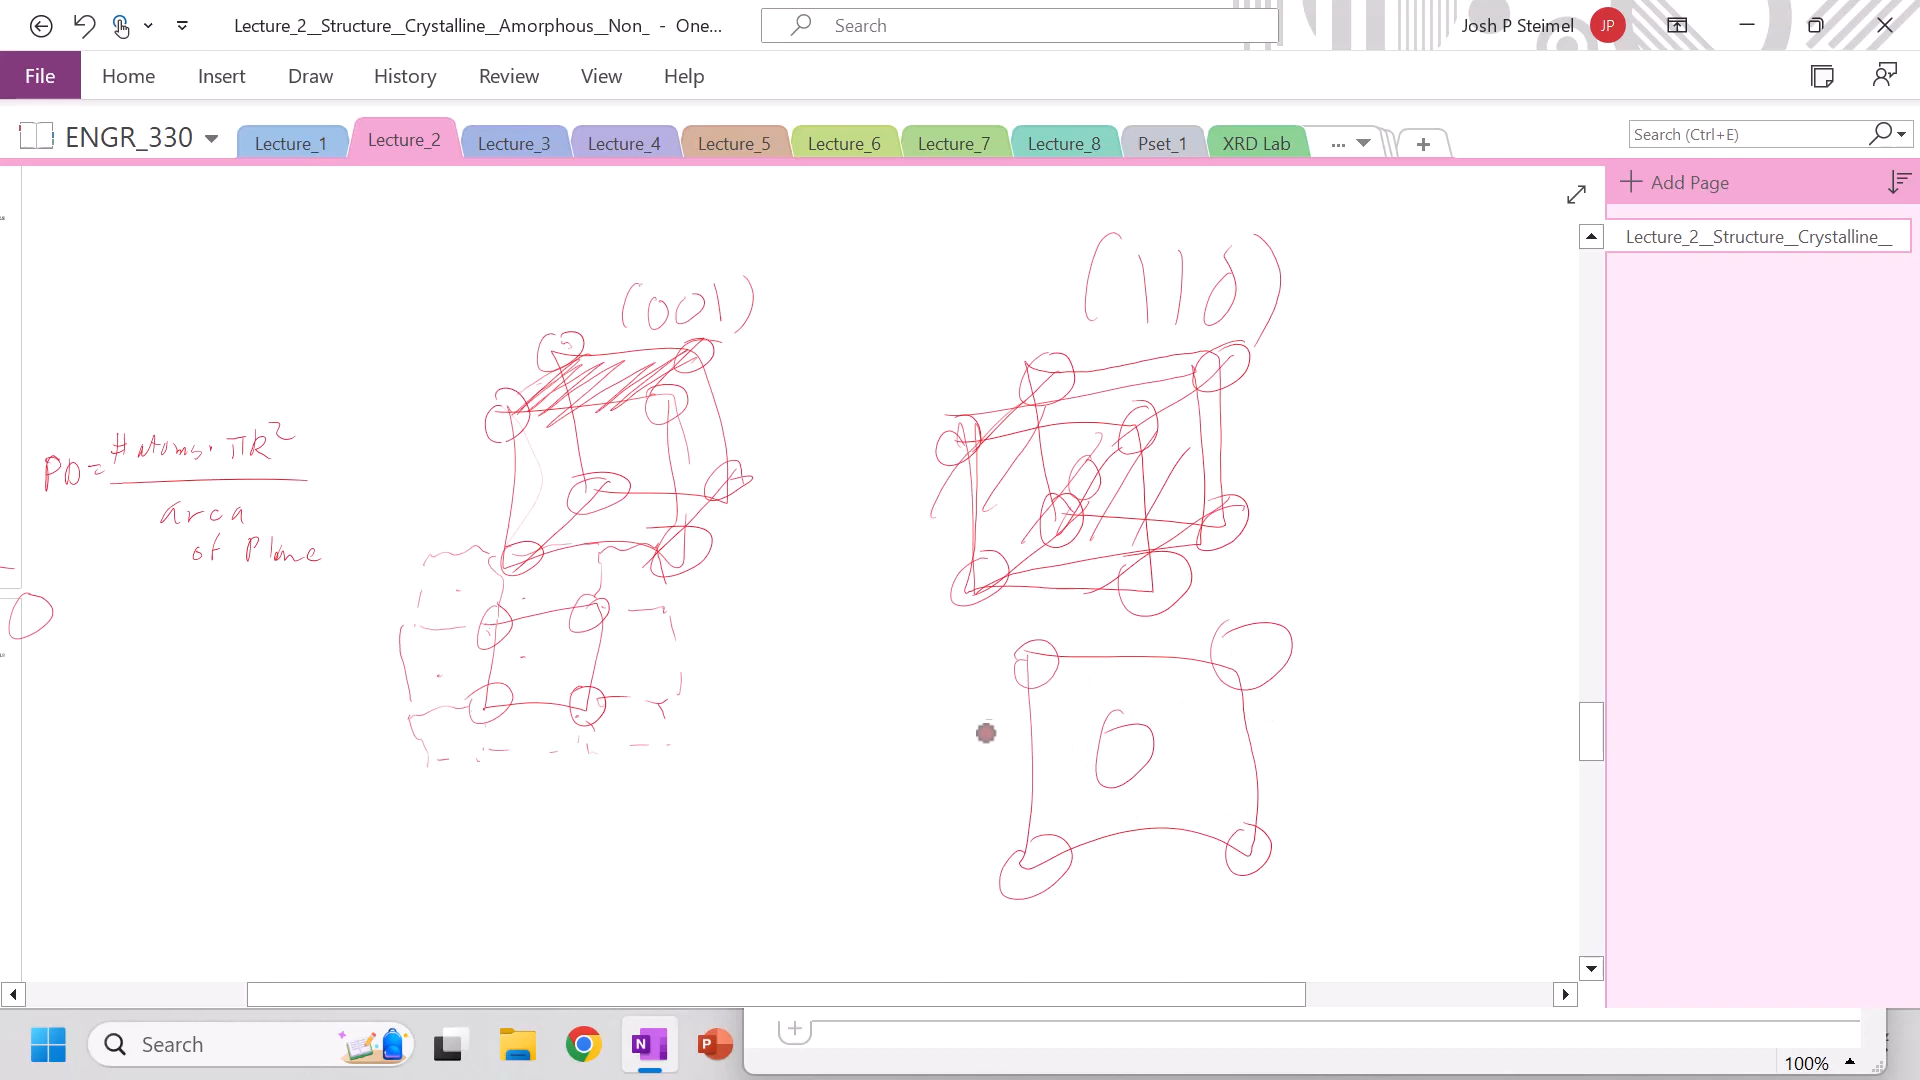 Lecture_2__Structure__Crystalline__Amorphous__Non_ - One...
Search
Josh P Steimel
JP
File
Home
Insert
Draw
History
Review
View
Help
ENGR_330
Lecture_1
Lecture_2
Lecture_3
Lecture_4
Lecture_5
Lecture_6
Lecture_7
Lecture_8
Pset_1
XRD Lab
...
Search (Ctrl+E)
Add Page
Lecture_2__Structure__Crystalline__
(001)
(110)
PD = # atoms · πR²
area
of Plane
Search
N
P
100%